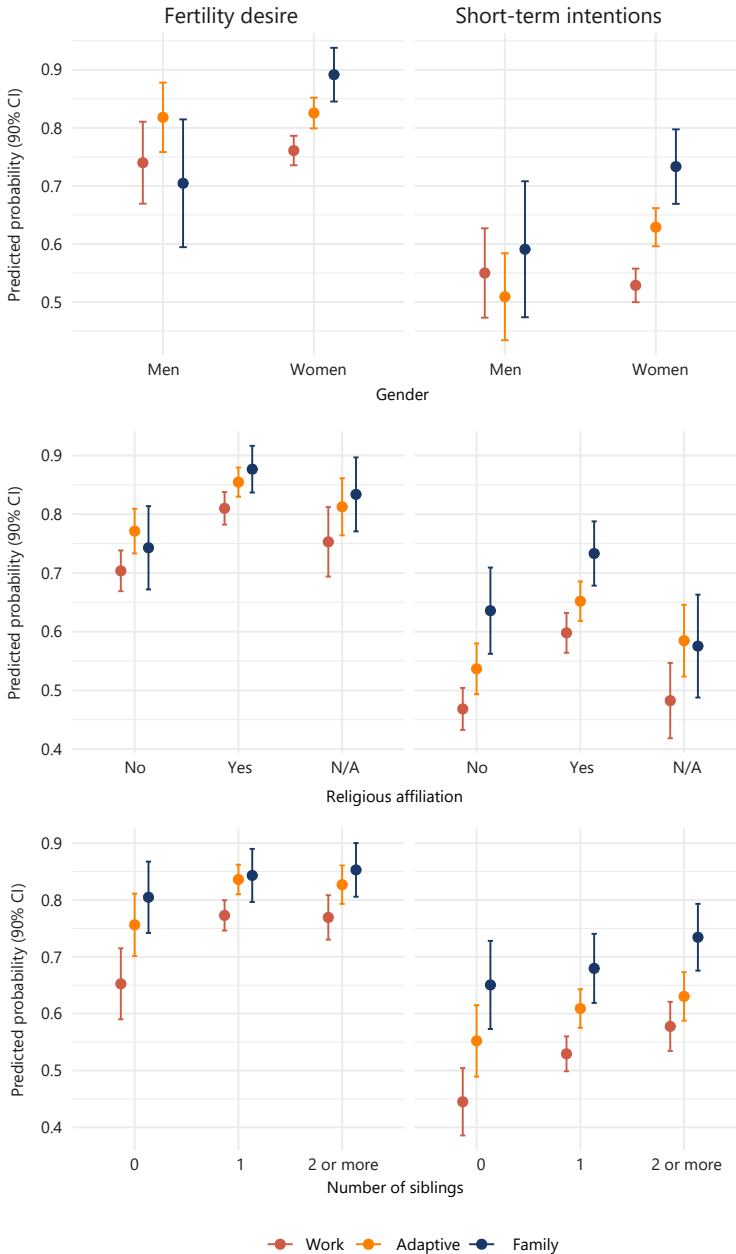 Fertility desire Short-term intentions
Predicted probability (90% CI)
0.9
0.8
0.7
0.6
0.5
Men Women Men Women
Gender
Predicted probability (90% CI)
0.9
0.8
0.7
0.6
0.5
0.4
No Yes N/A No Yes N/A
Religious affiliation
Predicted probability (90% CI)
0.9
0.8
0.7
0.6
0.5
0.4
0 1 2 or more 0 1 2 or more
Number of siblings
Work Adaptive Family